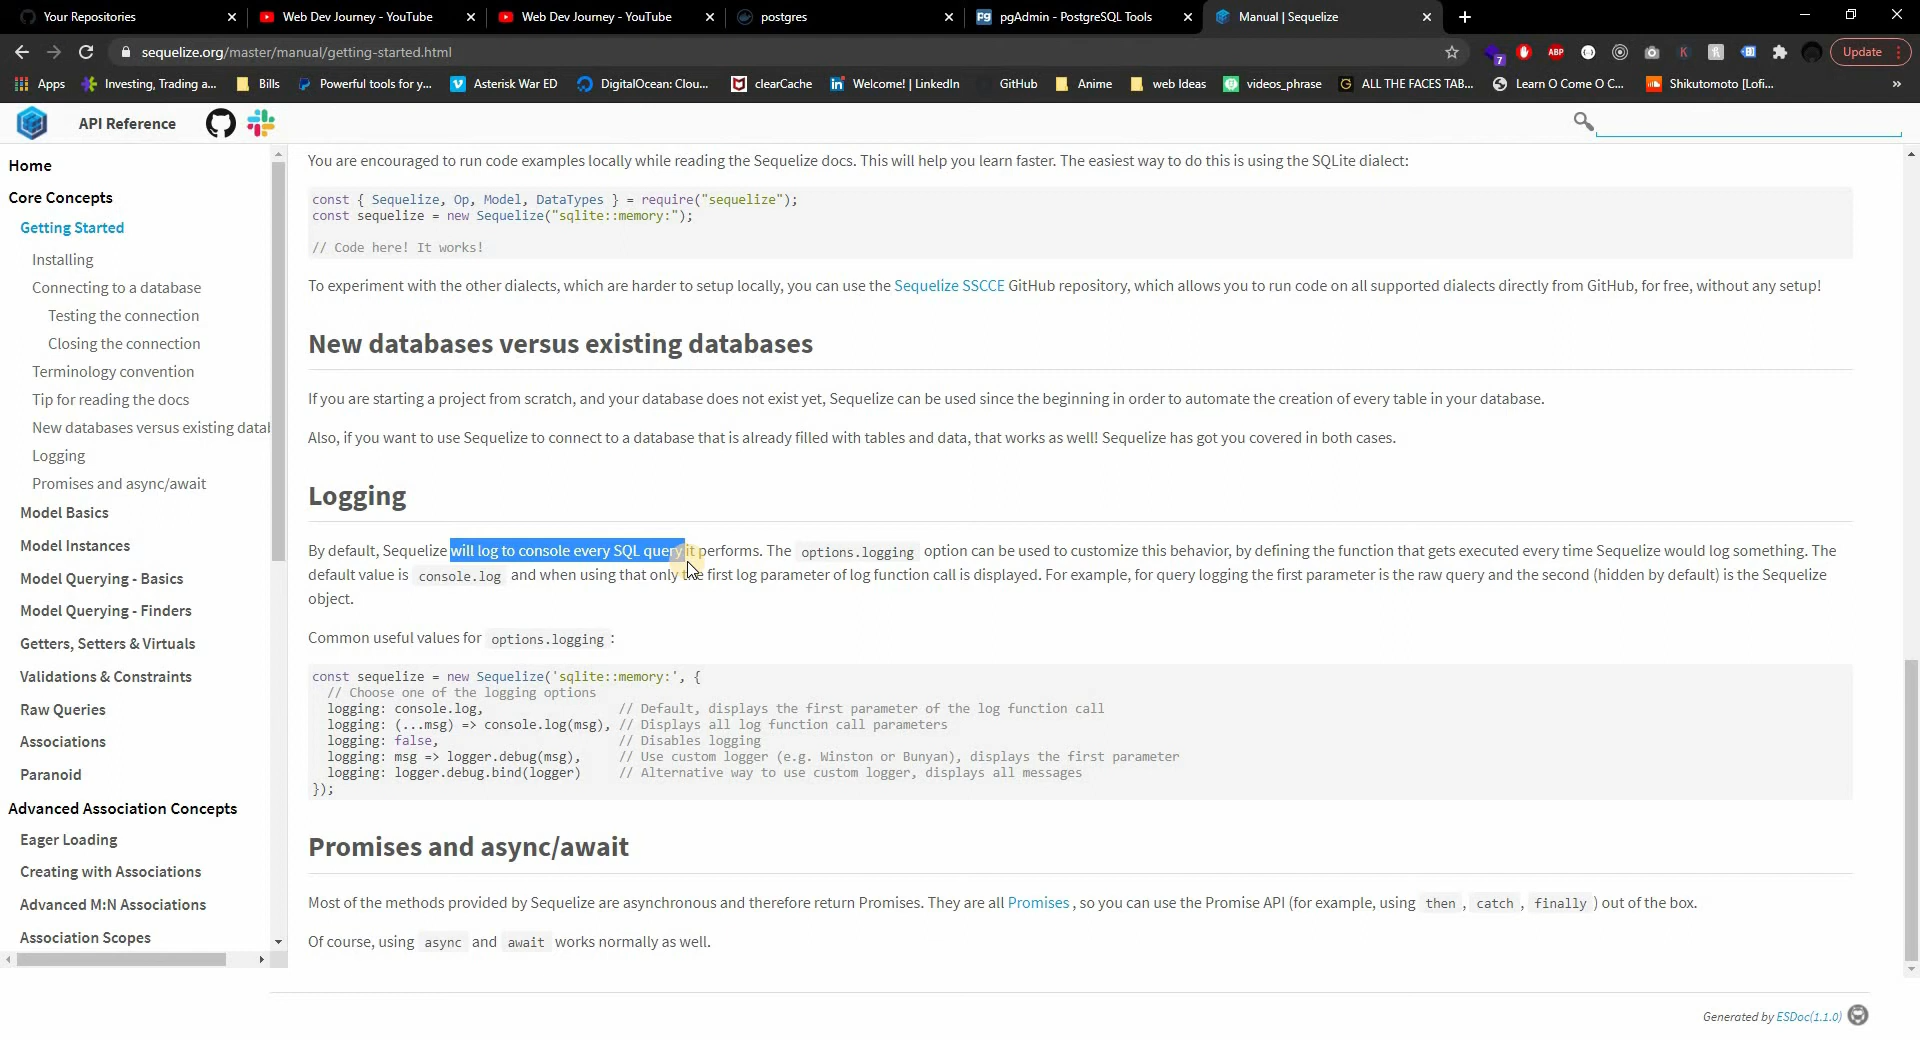 Your Repositories
Web Dev Journey - YouTube
Web Dev Journey - YouTube
postgres
pgAdmin - PostgreSQL Tools
Manual | Sequelize
sequelize.org/master/manual/getting-started.html
ABP
7
Update
Apps
Investing, Trading a...
Bills
Powerful tools for y...
Asterisk War ED
DigitalOcean: Clou...
clearCache
Welcome! | LinkedIn
GitHub
Anime
web Ideas
videos_phrase
ALL THE FACES TAB...
Learn O Come O C...
Shikutomoto [Lofi...
API Reference
Home
Core Concepts
Getting Started
Installing
Connecting to a database
Testing the connection
Closing the connection
Terminology convention
Tip for reading the docs
New databases versus existing datab
Logging
Promises and async/await
Model Basics
Model Instances
Model Querying - Basics
Model Querying - Finders
Getters, Setters & Virtuals
Validations & Constraints
Raw Queries
Associations
Paranoid
Advanced Association Concepts
Eager Loading
Creating with Associations
Advanced M:N Associations
Association Scopes
You are encouraged to run code examples locally while reading the Sequelize docs. This will help you learn faster. The easiest way to do this is using the SQLite dialect:
const { Sequelize, Op, Model, DataTypes } = require("sequelize");
const sequelize = new Sequelize("sqlite::memory:");
// Code here! It works!
To experiment with the other dialects, which are harder to setup locally, you can use the Sequelize SSCCE GitHub repository, which allows you to run code on all supported dialects directly from GitHub, for free, without any setup!
New databases versus existing databases
If you are starting a project from scratch, and your database does not exist yet, Sequelize can be used since the beginning in order to automate the creation of every table in your database.
Also, if you want to use Sequelize to connect to a database that is already filled with tables and data, that works as well! Sequelize has got you covered in both cases.
Logging
By default, Sequelize will log to console every SQL query it performs. The options.logging option can be used to customize this behavior, by defining the function that gets executed every time Sequelize would log something. The
default value is console.log and when using that only the first log parameter of log function call is displayed. For example, for query logging the first parameter is the raw query and the second (hidden by default) is the Sequelize
object.
Common useful values for options.logging :
const sequelize = new Sequelize('sqlite::memory:', {
// Choose one of the logging options
logging: console.log, // Default, displays the first parameter of the log function call
logging: (...msg) => console.log(msg), // Displays all log function call parameters
logging: false, // Disables logging
logging: msg => logger.debug(msg), // Use custom logger (e.g. Winston or Bunyan), displays the first parameter
logging: logger.debug.bind(logger) // Alternative way to use custom logger, displays all messages
});
Promises and async/await
Most of the methods provided by Sequelize are asynchronous and therefore return Promises. They are all Promises , so you can use the Promise API (for example, using then , catch , finally ) out of the box.
Of course, using async and await works normally as well.
Generated by ESDoc(1.1.0)